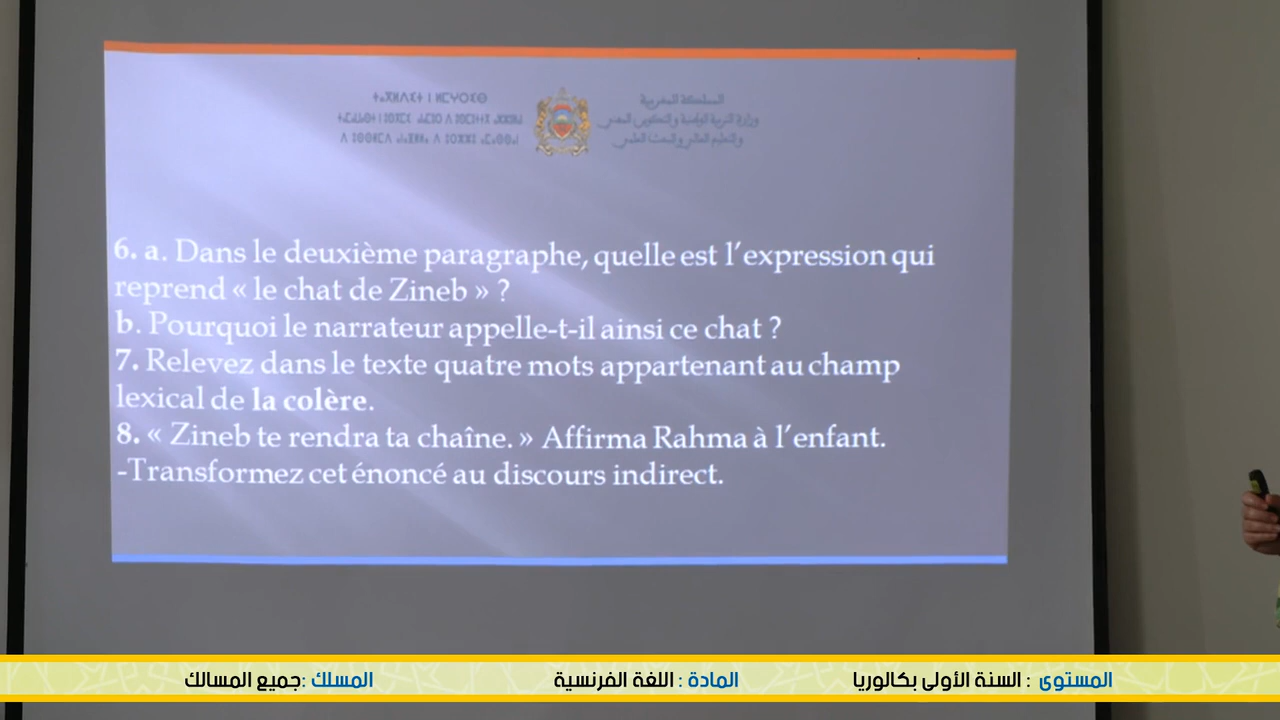 المملكة المغربية
6. a. Dans le deuxième paragraphe, quelle est l'expression qui
reprend « le chat de Zineb » ?
b. Pourquoi le narrateur appelle-t-il ainsi ce chat ?
7. Relevez dans le texte quatre mots appartenant au champ
lexical de la colère.
8. « Zineb te rendra ta chaîne. » Affirma Rahma à l'enfant.
-Transformez cet énoncé au discours indirect.
المستوى : السنة الأولى بكالوريا المادة : اللغة الفرنسية المسلك :جميع المسالك